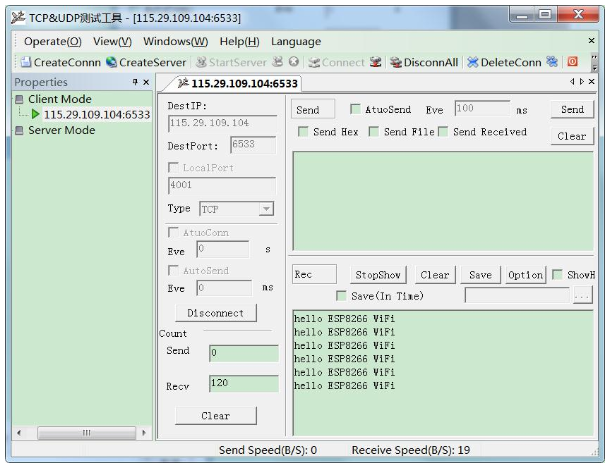 TCP&UDP测试工具 - [115.29.109.104:6533]
Operate(O) View(V) Windows(W) Help(H) Language
CreateConnn CreateServer StartServer Connect DisconnAll DeleteConn
Properties
115.29.109.104:6533
Client Mode
115.29.109.104:6533
Server Mode
DestIP:
115.29.109.104
DestPort: 6533
LocalPort
4001
Type TCP
AtuoConn
Eve 0 s
AutoSend
Eve 0 ms
Disconnect
Count
Send 0
Recv 120
Clear
Send AtuoSend Eve 100 ms Send
Send Hex Send File Send Received Clear
Rec StopShow Clear Save Option ShowH
Save(In Time) ...
hello ESP8266 WiFi
hello ESP8266 WiFi
hello ESP8266 WiFi
hello ESP8266 WiFi
hello ESP8266 WiFi
hello ESP8266 WiFi
Send Speed(B/S): 0 Receive Speed(B/S): 19